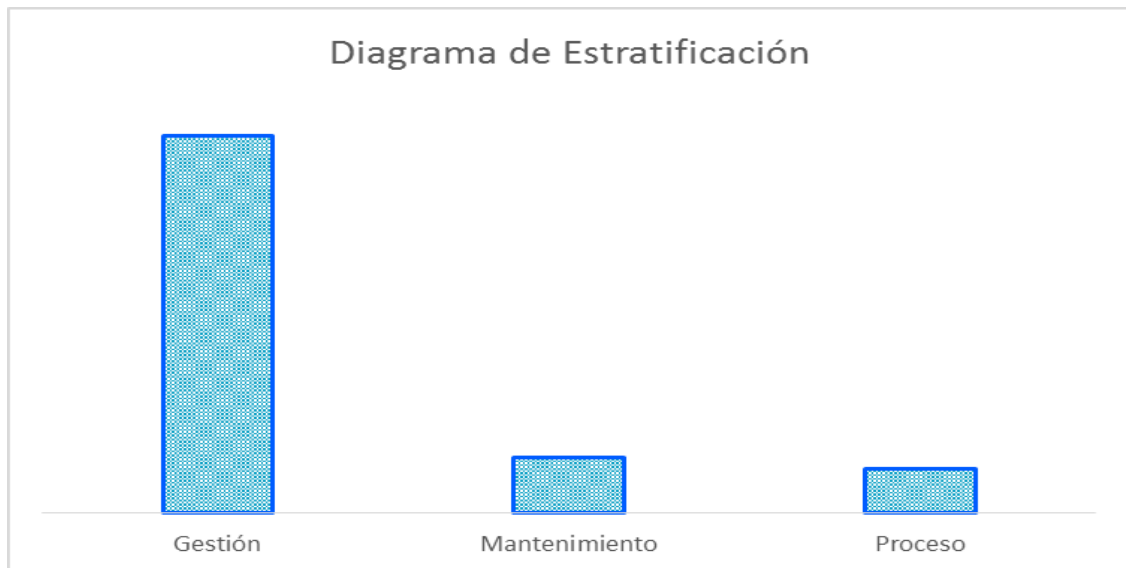 Diagrama de Estratificación
Gestión
Mantenimiento
Proceso